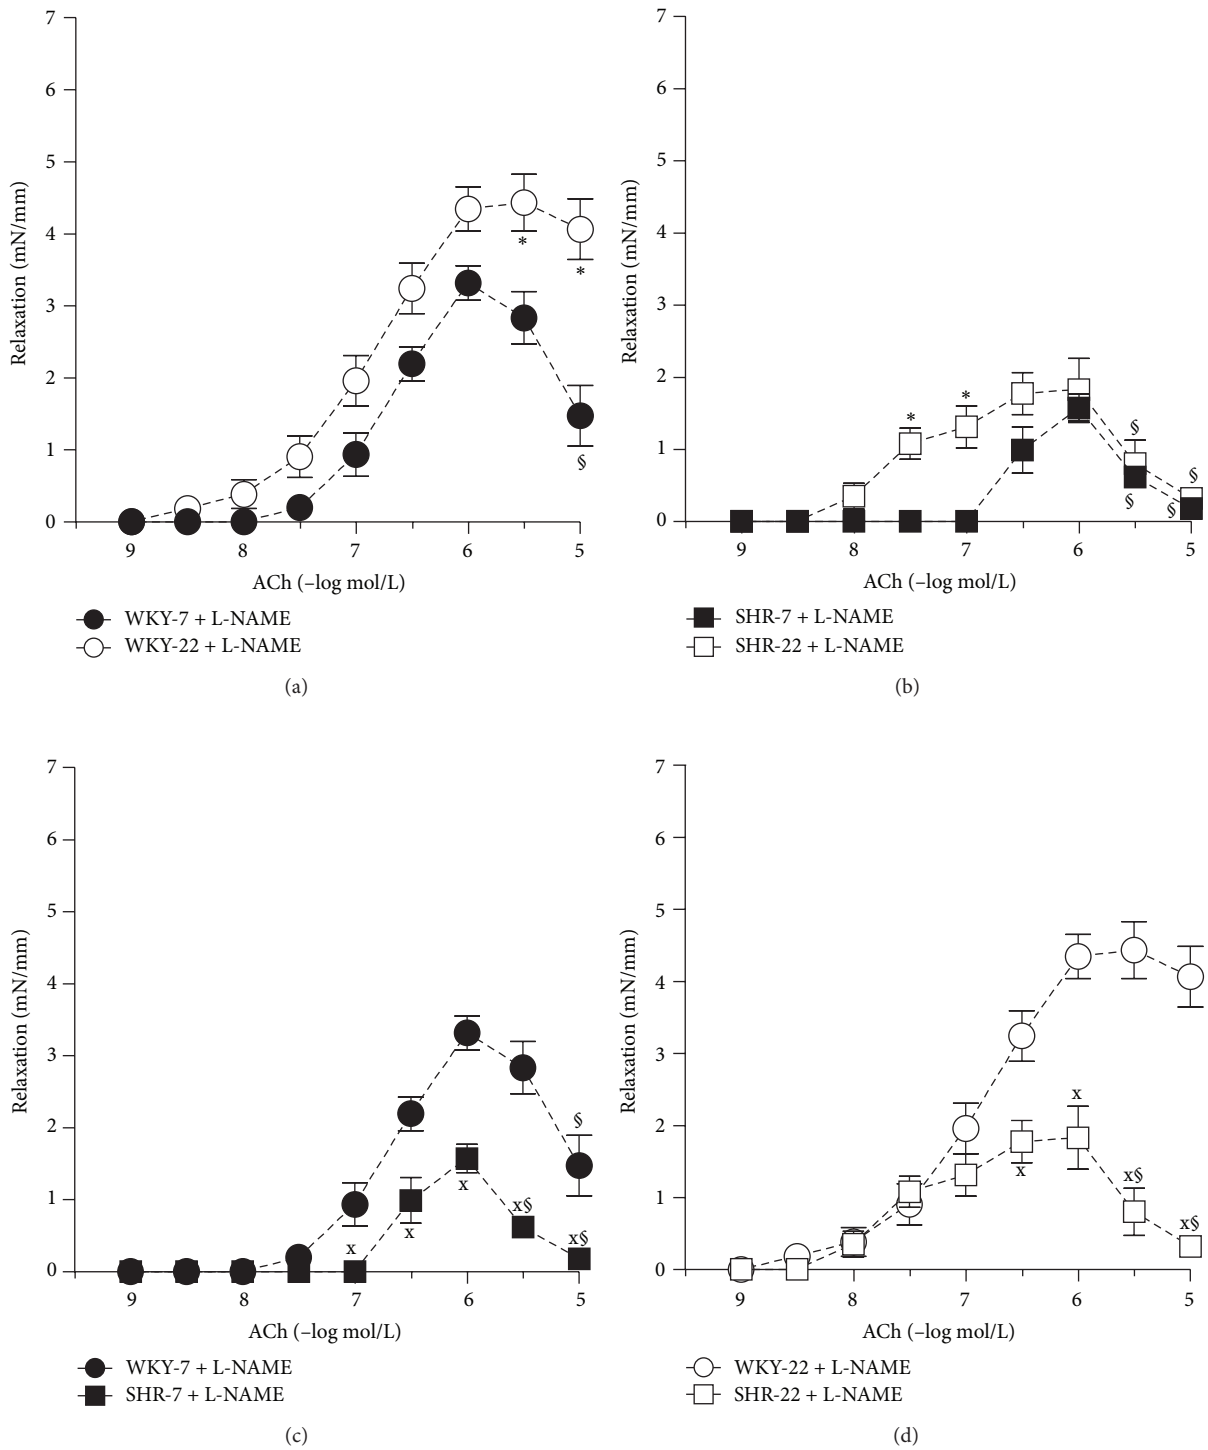 7
6
5
4
3
2
1
0
Relaxation (mN/mm)
*
*
§
9 8 7 6 5
ACh (–log mol/L)
WKY-7 + L-NAME
WKY-22 + L-NAME
(a)
7
6
5
4
3
2
1
0
Relaxation (mN/mm)
*
*
§
§
§
§
9 8 7 6 5
ACh (–log mol/L)
SHR-7 + L-NAME
SHR-22 + L-NAME
(b)
7
6
5
4
3
2
1
0
Relaxation (mN/mm)
§
x
x
x
x§
x§
9 8 7 6 5
ACh (–log mol/L)
WKY-7 + L-NAME
SHR-7 + L-NAME
(c)
7
6
5
4
3
2
1
0
Relaxation (mN/mm)
x
x
x§
x§
9 8 7 6 5
ACh (–log mol/L)
WKY-22 + L-NAME
SHR-22 + L-NAME
(d)